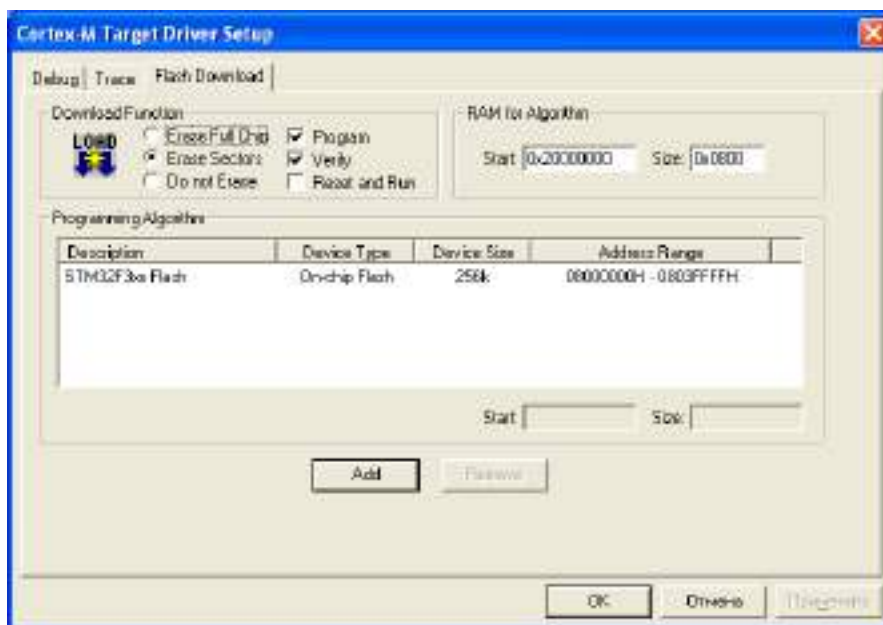 Cortex-M Target Driver Setup
Debug Trace Flash Download
Download Function
RAM for Algorithm
LOAD
Erase Full Chip
Program
Erase Sectors
Verify
Start: 0x20000000 Size: 0x0800
Do not Erase
Reset and Run
Programming Algorithm
Description Device Type Device Size Address Range
STM32F3xx Flash On-chip Flash 256k 08000000H - 0803FFFFH
Start: Size:
Add Remove
OK Отмена